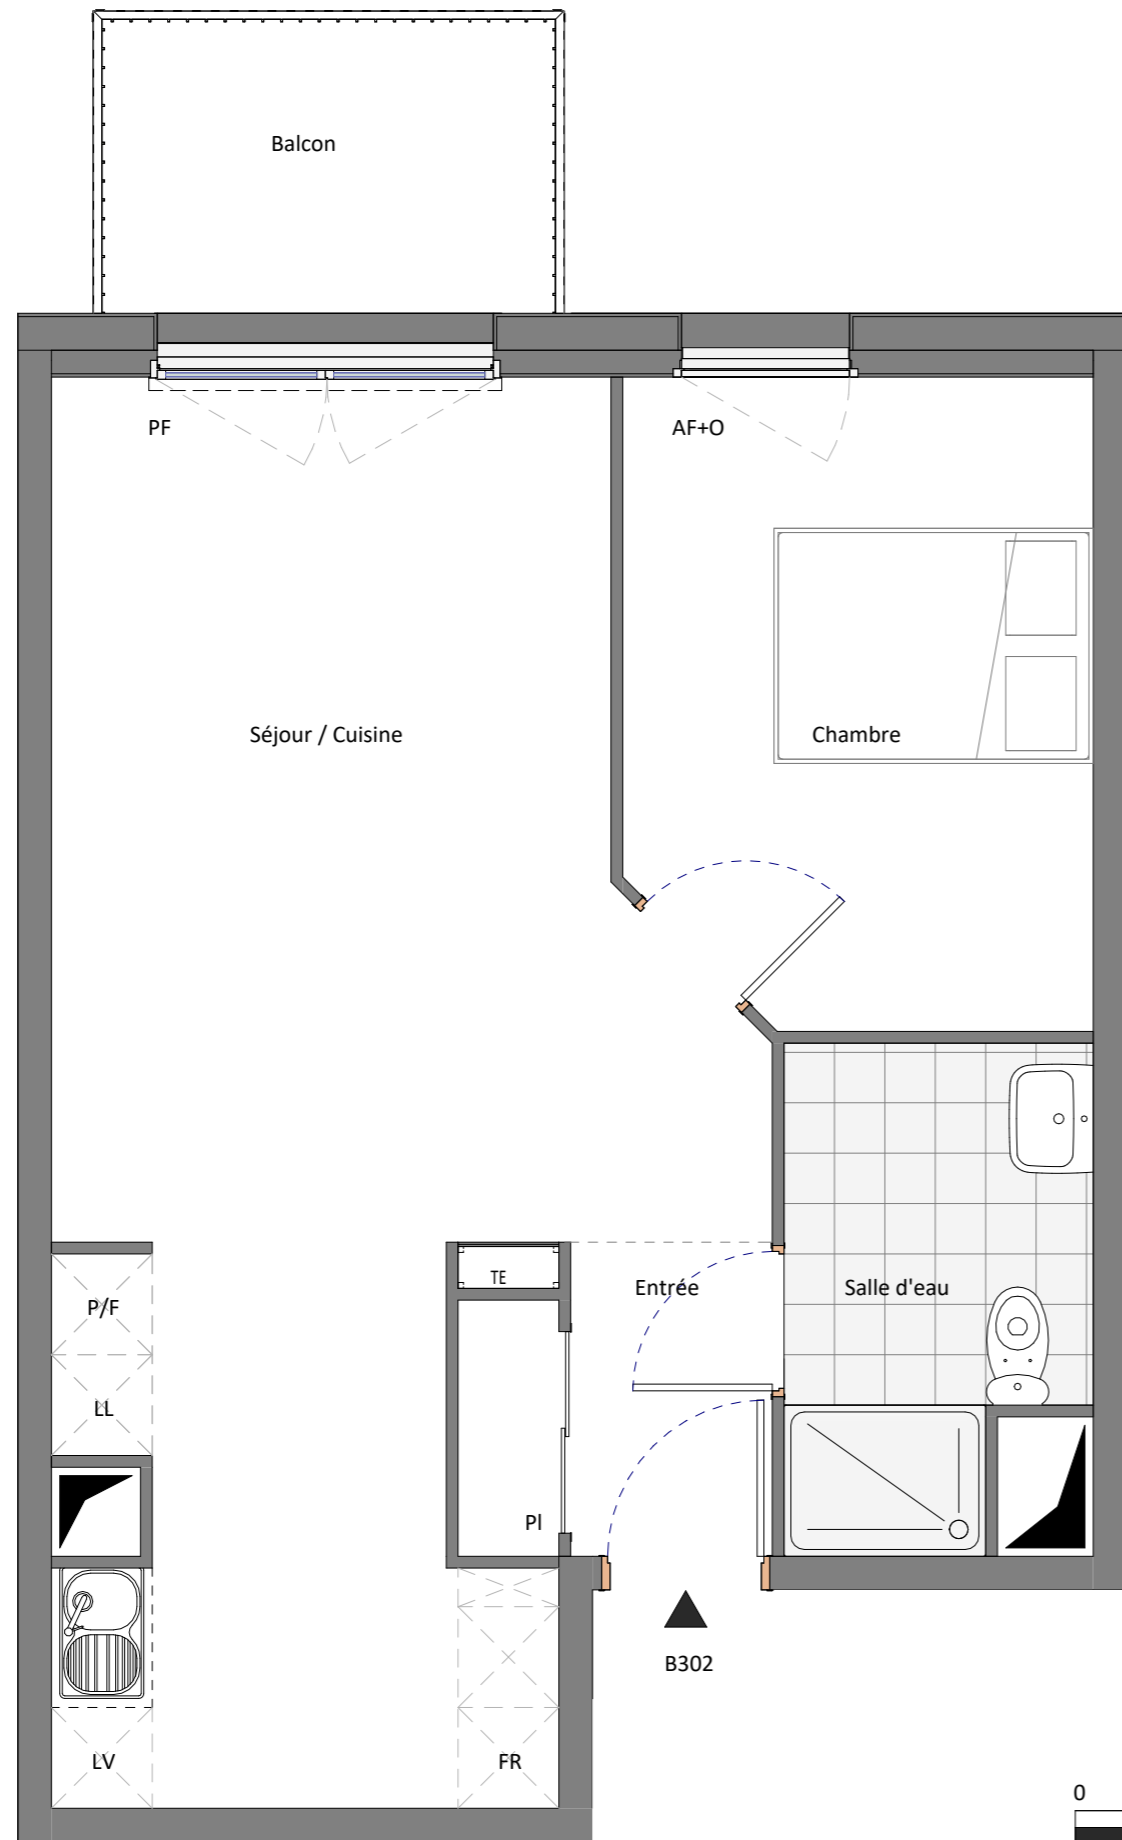 Balcon
PF
AF+O
Séjour / Cuisine
Chambre
TE
P/F
Entrée
Salle d'eau
LL
Pl
B302
LV
FR
0